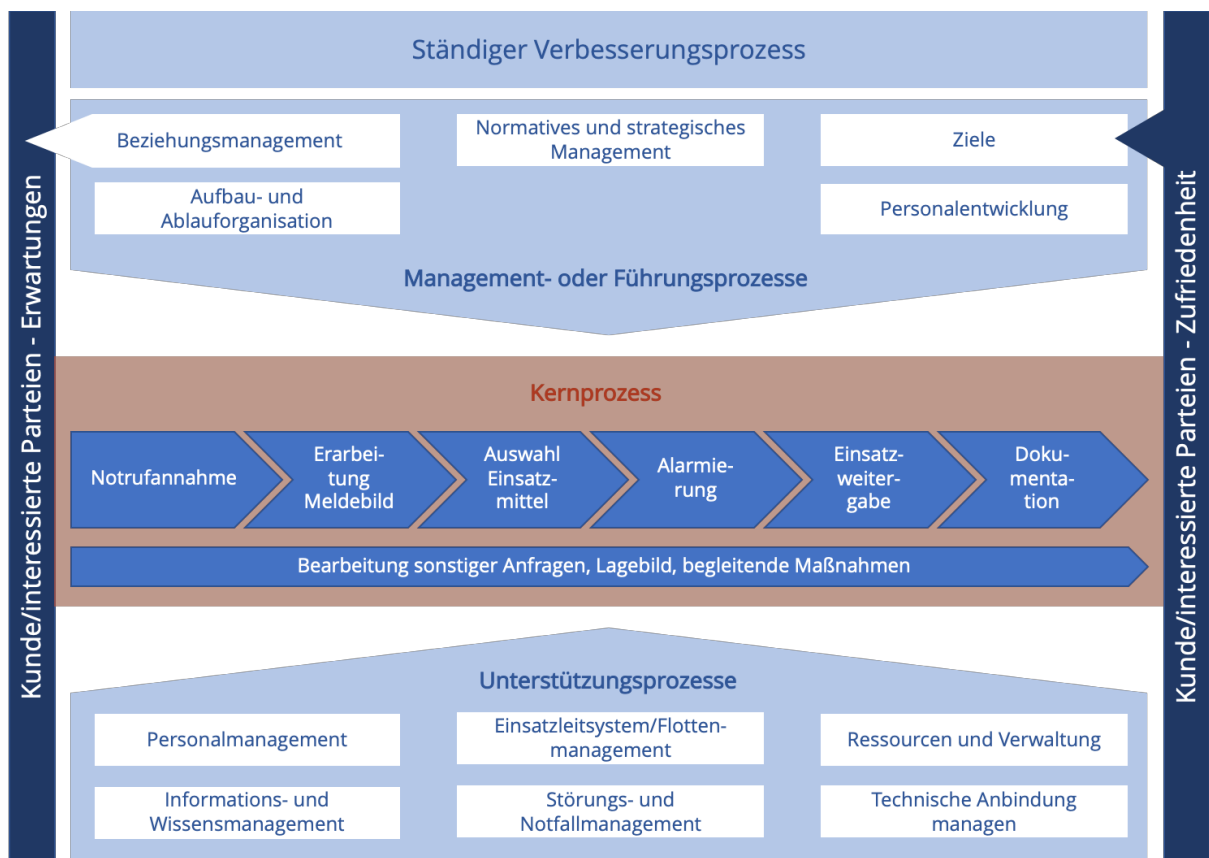 Ständiger Verbesserungsprozess
Kunde/interessierte Parteien - Erwartungen
Kunde/interessierte Parteien - Zufriedenheit
Beziehungsmanagement
Normatives und strategisches
Management
Ziele
Aufbau- und
Ablauforganisation
Personalentwicklung
Management- oder Führungsprozesse
Kernprozess
Notrufannahme
Erarbei-
tung
Meldebild
Auswahl
Einsatz-
mittel
Alarmie-
rung
Einsatz-
weiter-
gabe
Doku-
menta-
tion
Bearbeitung sonstiger Anfragen, Lagebild, begleitende Maßnahmen
Unterstützungsprozesse
Personalmanagement
Einsatzleitsystem/Flotten-
management
Ressourcen und Verwaltung
Informations- und
Wissensmanagement
Störungs- und
Notfallmanagement
Technische Anbindung
managen